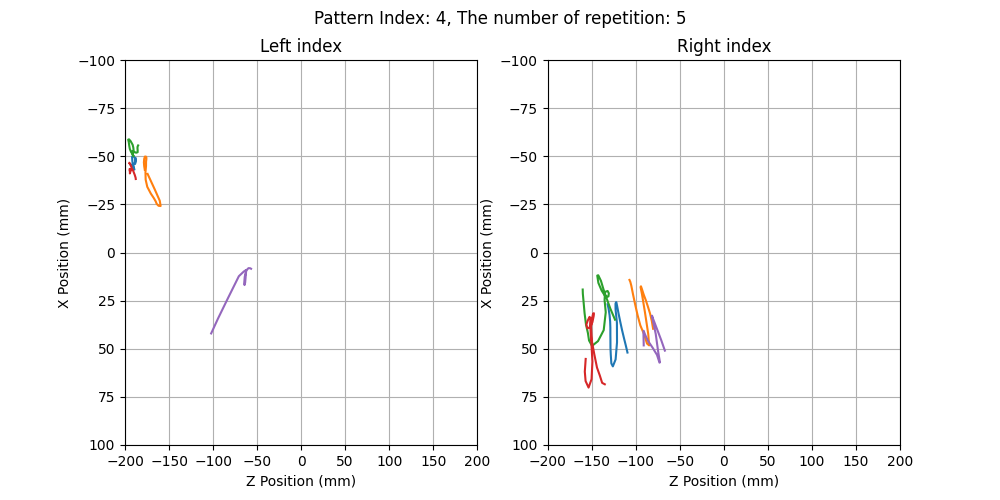 Pattern Index: 4, The number of repetition: 5
Left index
Right index
−100
−75
−50
−25
0
25
50
75
100
X Position (mm)
−200 −150 −100 −50 0 50 100 150 200
Z Position (mm)
−100
−75
−50
−25
0
25
50
75
100
X Position (mm)
−200 −150 −100 −50 0 50 100 150 200
Z Position (mm)